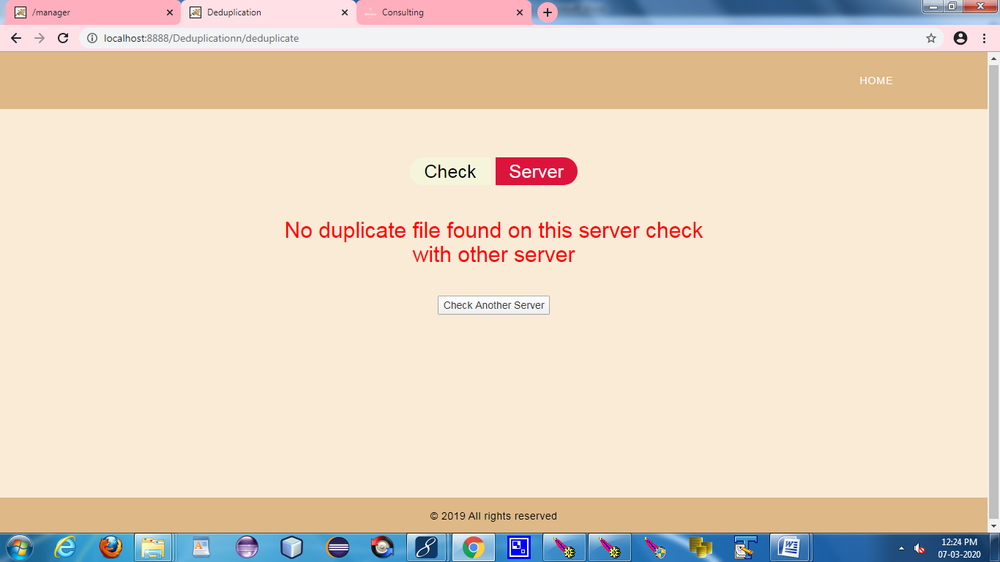 /manager
Deduplication
Consulting
localhost:8888/Deduplicationn/deduplicate
HOME
Check Server
No duplicate file found on this server check
with other server
Check Another Server
© 2019 All rights reserved
12:24 PM
07-03-2020